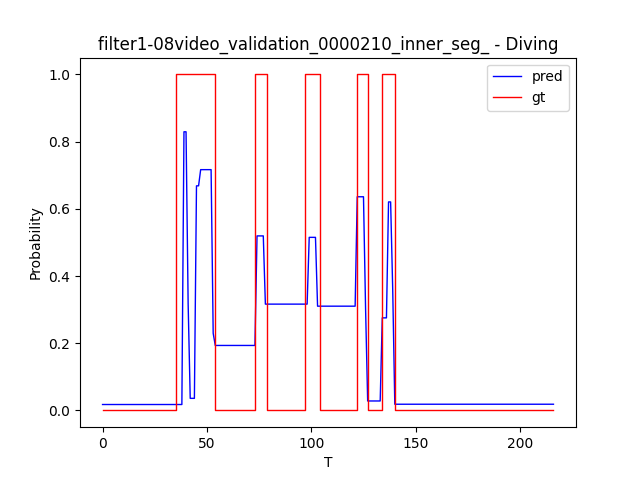 filter1-08video_validation_0000210_inner_seg_ - Diving
pred
gt
Probability
1.0
0.8
0.6
0.4
0.2
0.0
0
50
100
150
200
T